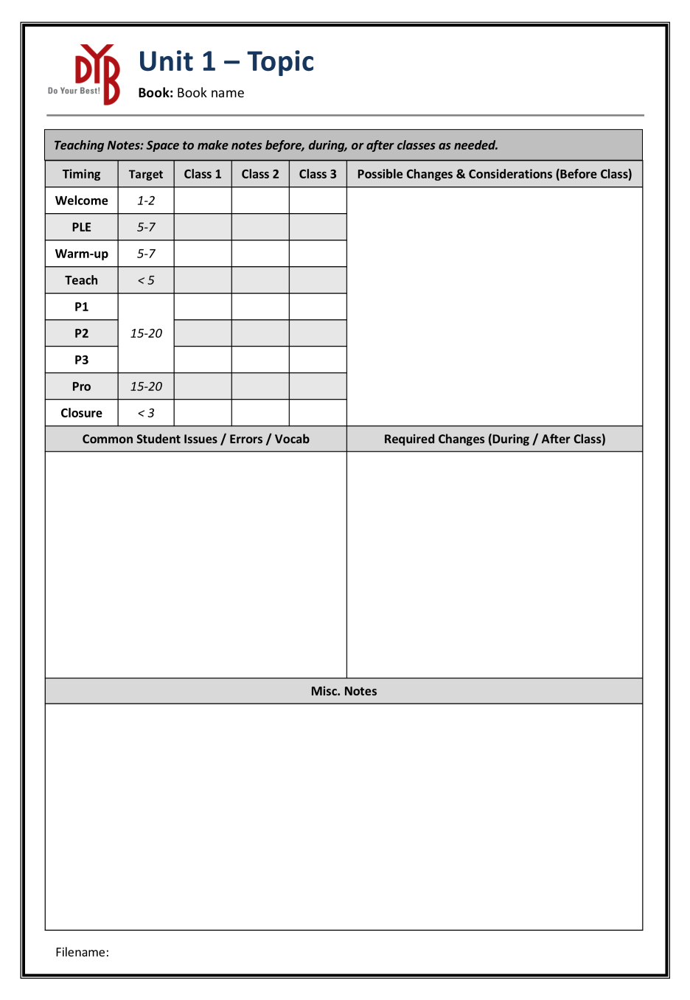 DYB
Do Your Best!
Unit 1 – Topic
Book: Book name
Teaching Notes: Space to make notes before, during, or after classes as needed.
Timing Target Class 1 Class 2 Class 3 Possible Changes & Considerations (Before Class)
Welcome 1-2
PLE 5-7
Warm-up 5-7
Teach < 5
P1
P2 15-20
P3
Pro 15-20
Closure < 3
Common Student Issues / Errors / Vocab Required Changes (During / After Class)
Misc. Notes
Filename: